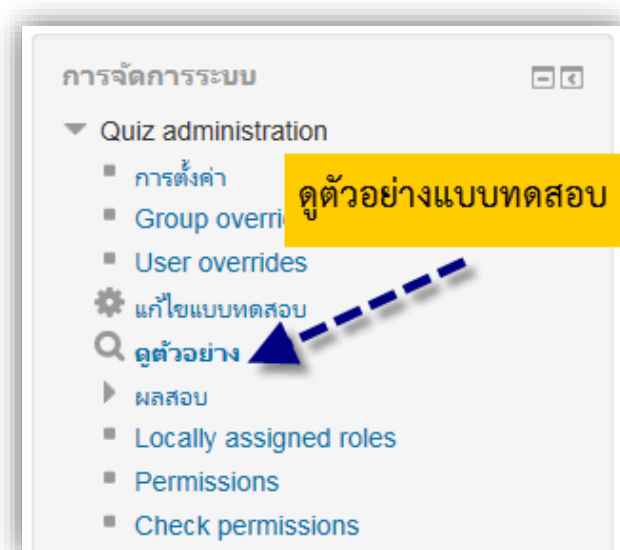 การจัดการระบบ
Quiz administration
การตั้งค่า
ดูตัวอย่างแบบทดสอบ
Group overri
User overrides
แก้ไขแบบทดสอบ
ดูตัวอย่าง
ผลสอบ
Locally assigned roles
Permissions
Check permissions